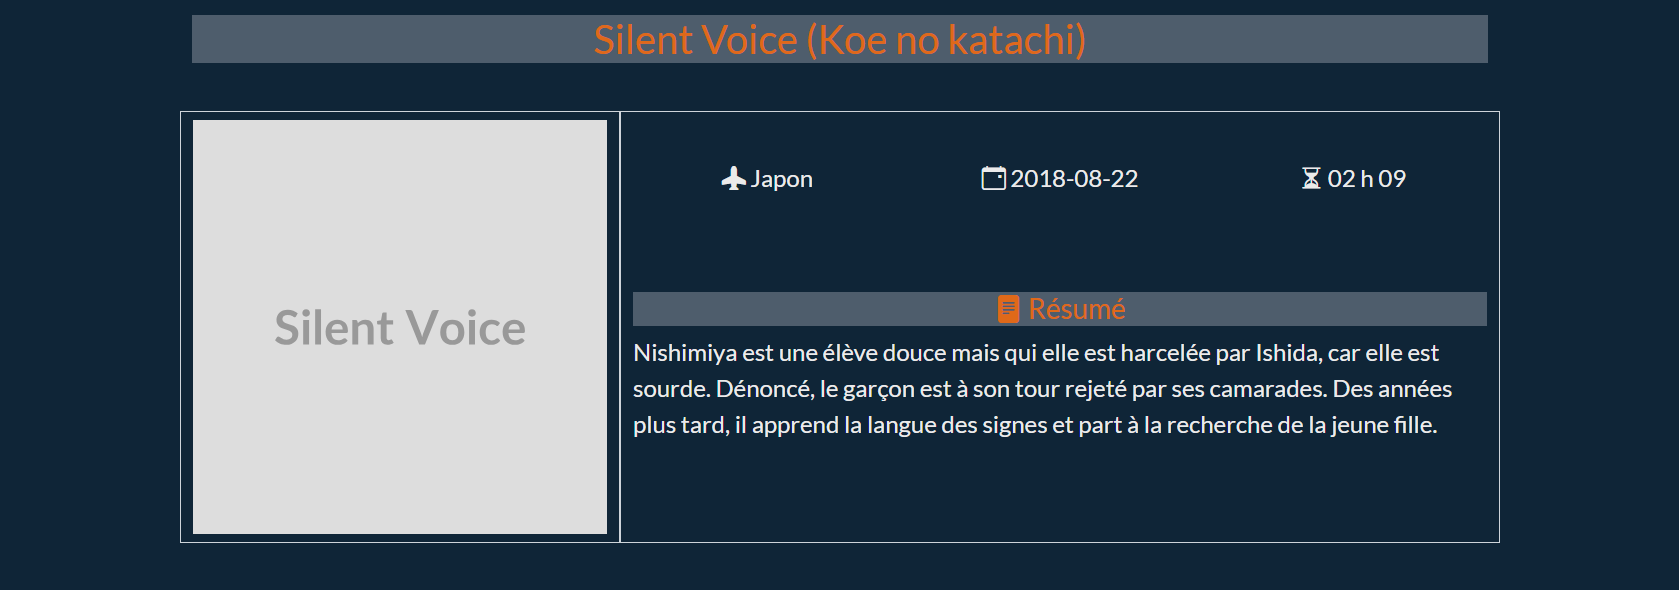 Silent Voice (Koe no katachi)
Silent Voice
Japon
2018-08-22
02 h 09
Résumé
Nishimiya est une élève douce mais qui elle est harcelée par Ishida, car elle est
sourde. Dénoncé, le garçon est à son tour rejeté par ses camarades. Des années
plus tard, il apprend la langue des signes et part à la recherche de la jeune fille.